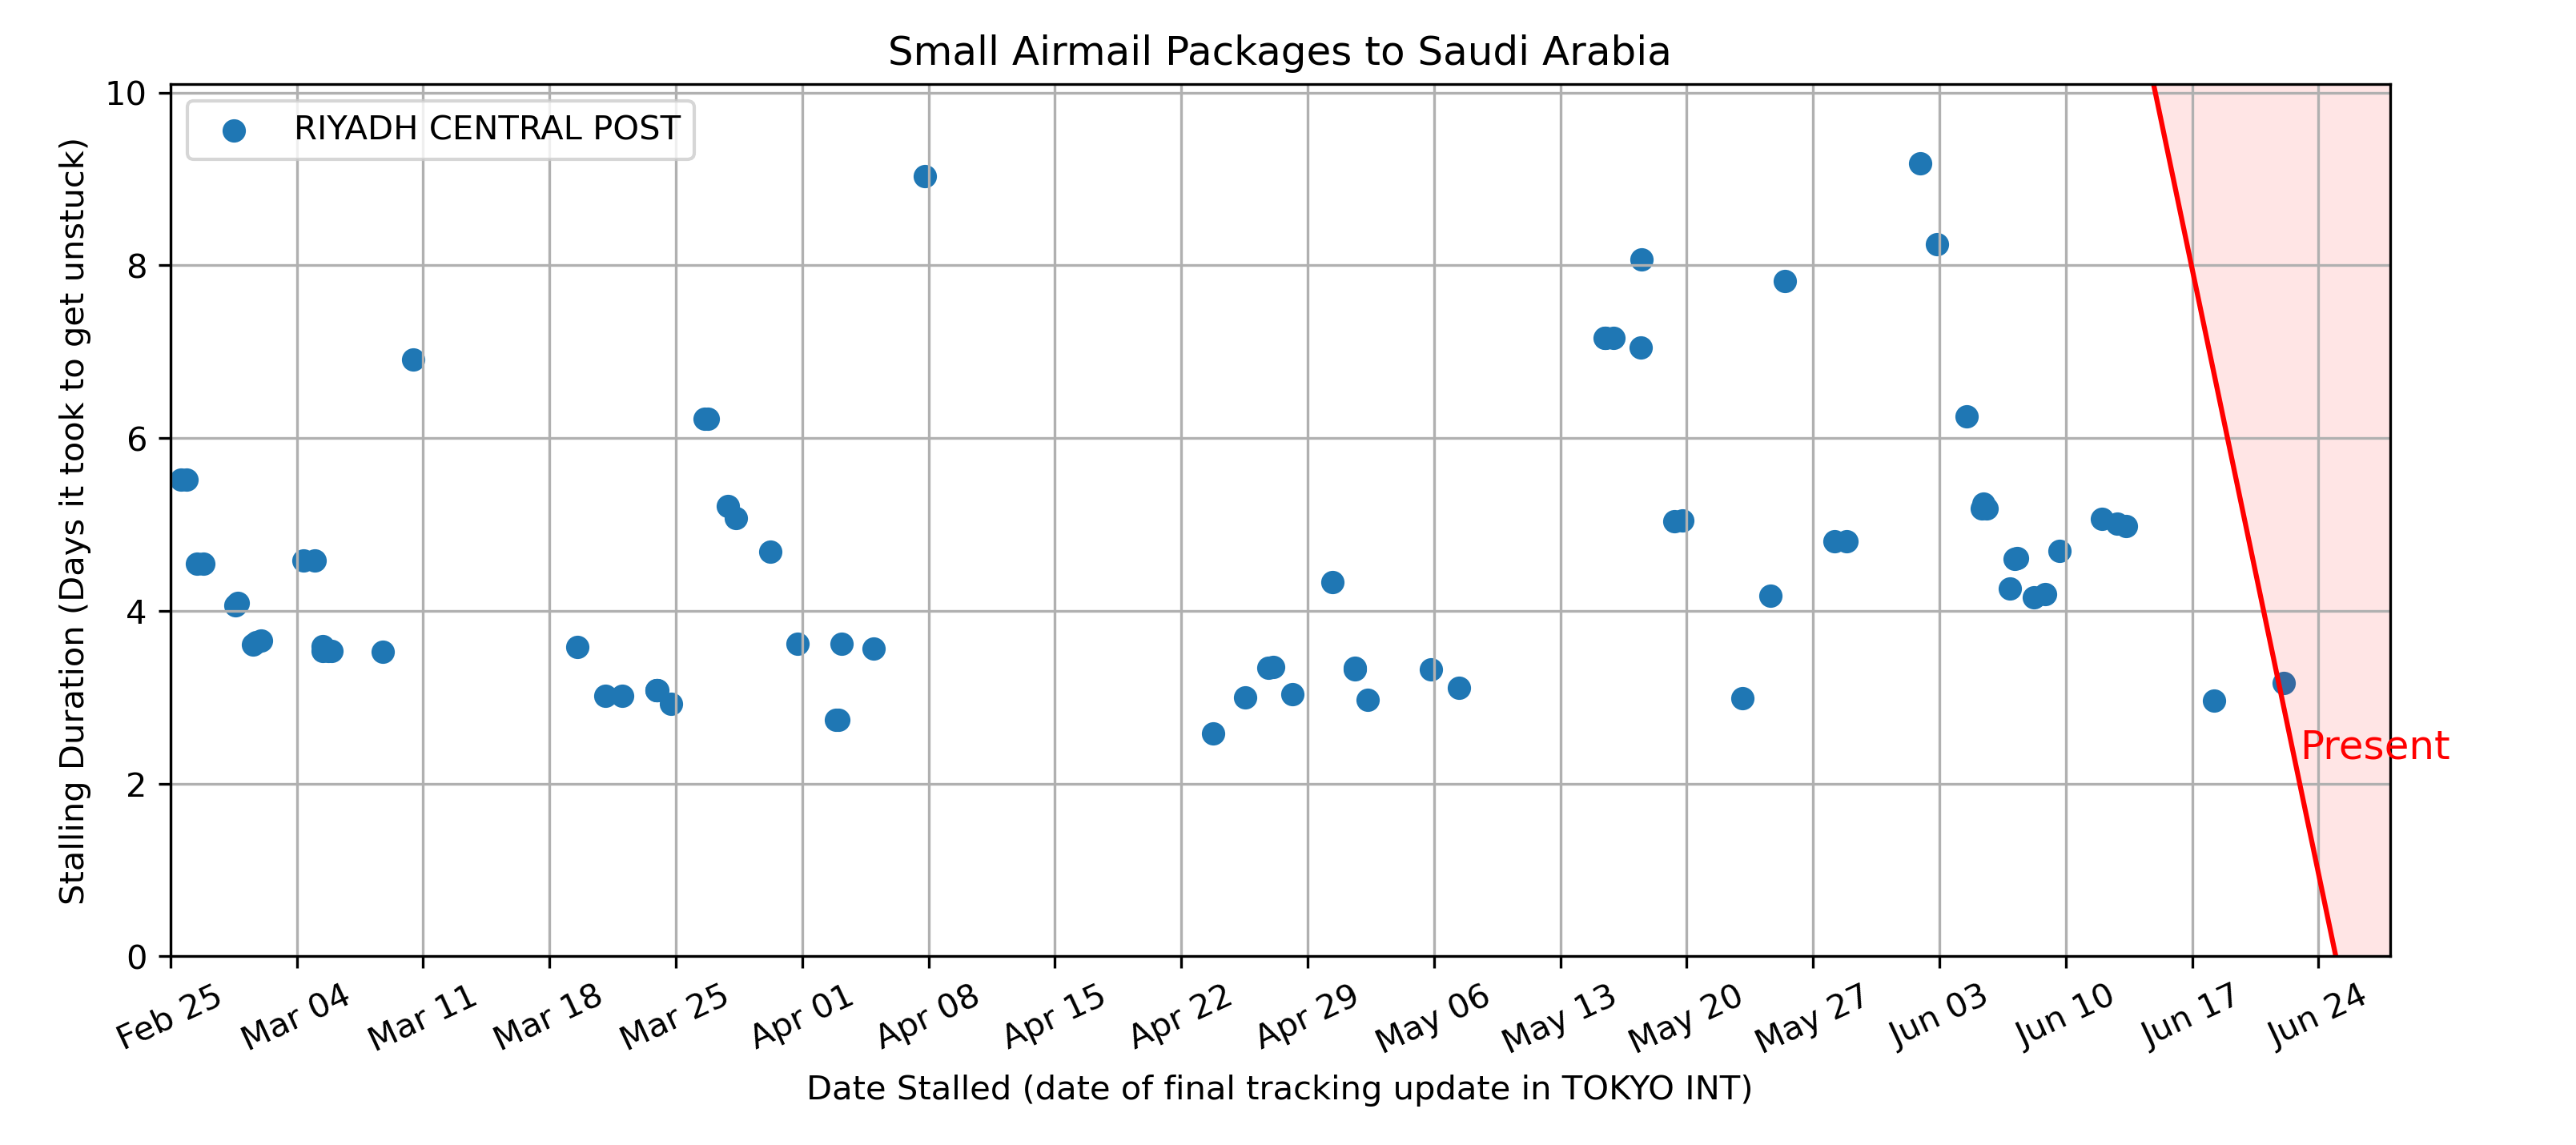 Small Airmail Packages to Saudi Arabia
RIYADH CENTRAL POST
Stalling Duration (Days it took to get unstuck)
10
8
6
4
2
0
Present
Feb 25
Mar 04
Mar 11
Mar 18
Mar 25
Apr 01
Apr 08
Apr 15
Apr 22
Apr 29
May 06
May 13
May 20
May 27
Jun 03
Jun 10
Jun 17
Jun 24
Date Stalled (date of final tracking update in TOKYO INT)